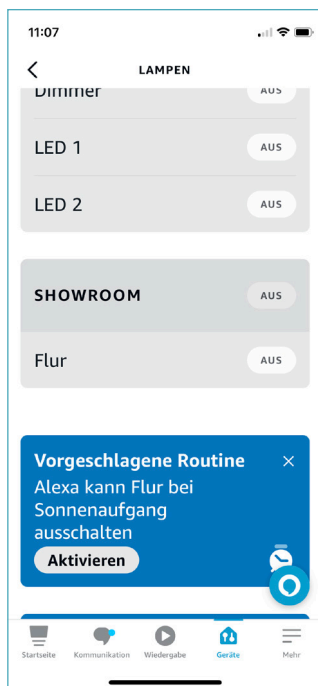 11:07
LAMPEN
Dimmer AUS
LED 1 AUS
LED 2 AUS
SHOWROOM AUS
Flur AUS
Vorgeschlagene Routine
Alexa kann Flur bei
Sonnenaufgang
ausschalten
Aktivieren
Startseite Kommunikation Wiedergabe Geräte Mehr